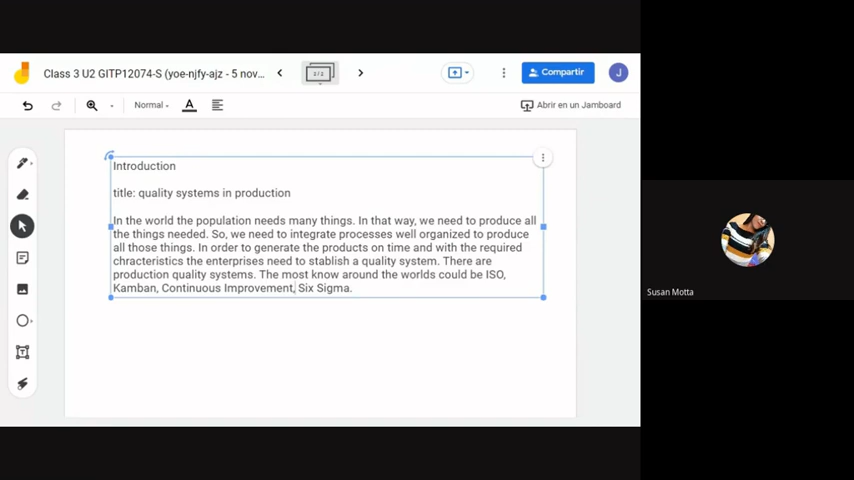 Class 3 U2 GITP12074-S (yoe-njfy-ajz - 5 nov...
2/2
Compartir
J
Normal
A
Abrir en un Jamboard
Introduction
title: quality systems in production
In the world the population needs many things. In that way, we need to produce all
the things needed. So, we need to integrate processes well organized to produce
all those things. In order to generate the products on time and with the required
chracteristics the enterprises need to stablish a quality system. There are
production quality systems. The most know around the worlds could be ISO,
Kamban, Continuous Improvement, Six Sigma.
Susan Motta